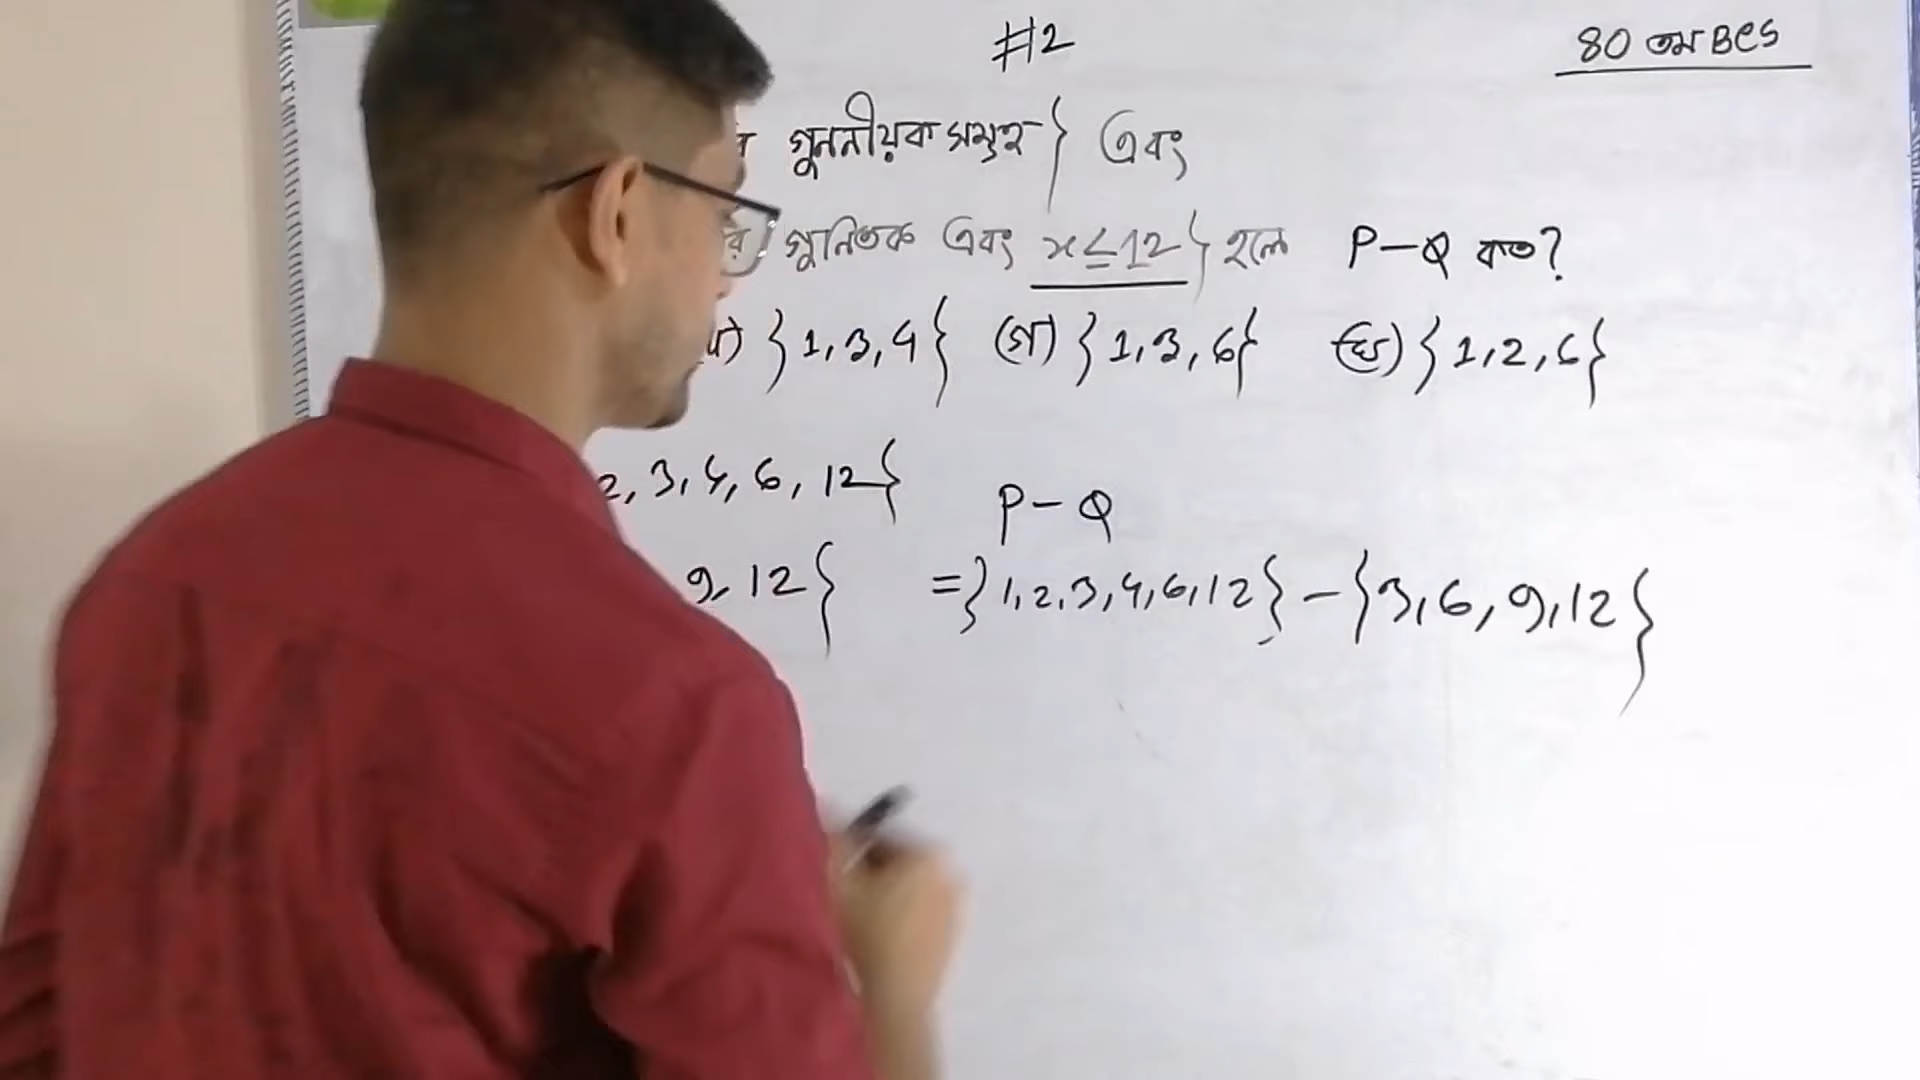 #2
80 তম BCS
গুননীয়ক সমূহ} এবং
র গুনিতক এবং x≤12} হলে P-Q কত?
{1,3,4} (গ) {1,3,6} (ঘ) {1,2,6}
2,3,4,6,12}
P-Q
9,12}
={1,2,3,4,6,12}-{3,6,9,12}